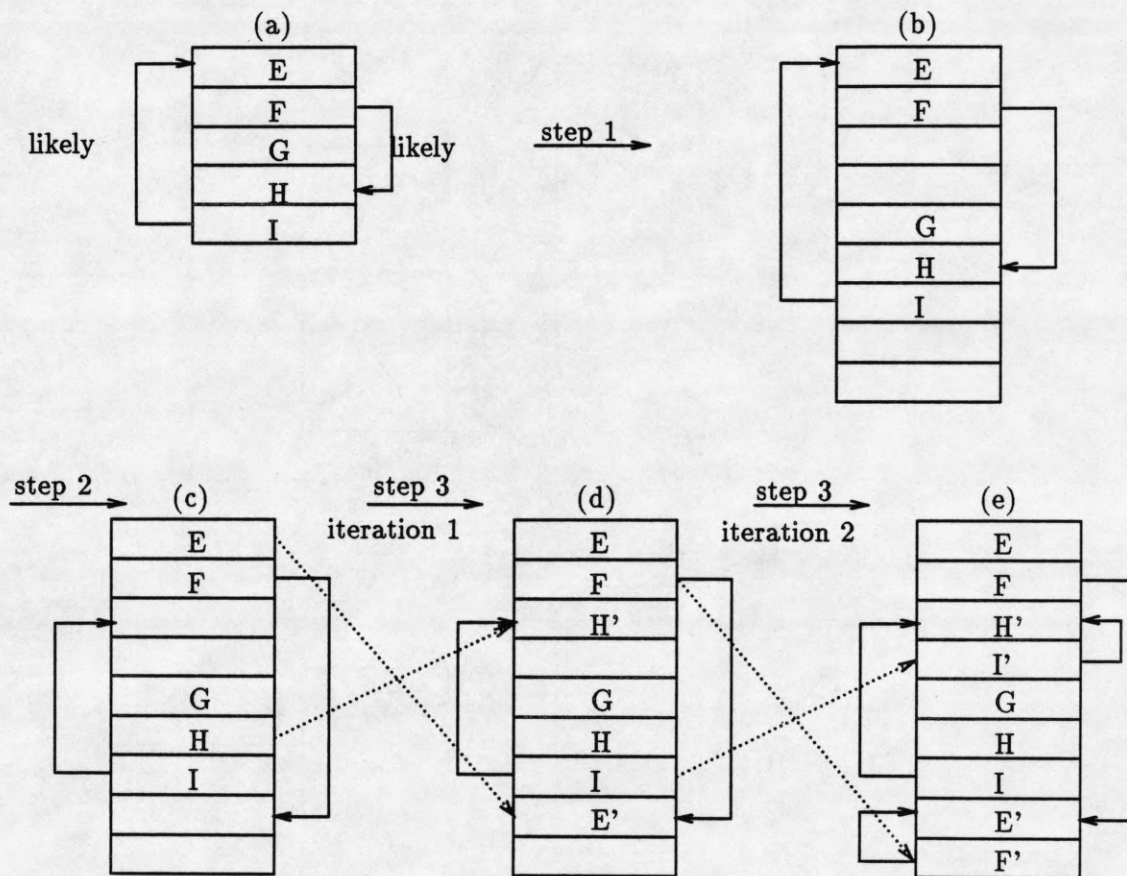 (a)
E
F
G
H
I
likely
likely
step 1
(b)
E
F
G
H
I
step 2
(c)
E
F
G
H
I
step 3
iteration 1
(d)
E
F
H'
G
H
I
E'
step 3
iteration 2
(e)
E
F
H'
I'
G
H
I
E'
F'